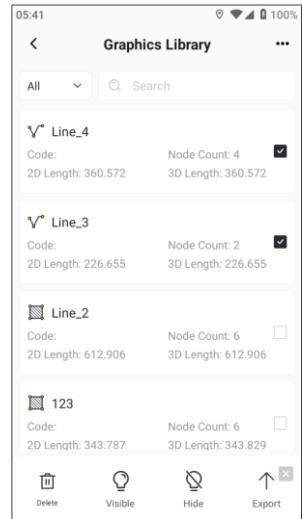 05:41 100%
Graphics Library
All Search
Line_4
Code: Node Count: 4
2D Length: 360.572 3D Length: 360.572
Line_3
Code: Node Count: 2
2D Length: 226.655 3D Length: 226.655
Line_2
Code: Node Count: 6
2D Length: 612.906 3D Length: 612.906
123
Code: Node Count: 6
2D Length: 343.787 3D Length: 343.829
Delete Visible Hide Export